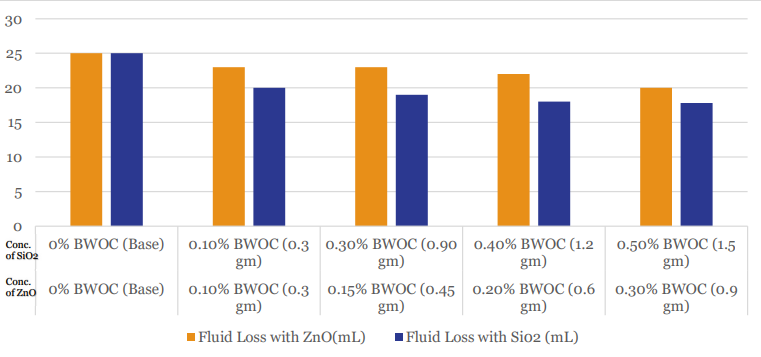 30
25
20
15
10
5
0
Conc. of SiO2 0% BWOC (Base) 0.10% BWOC (0.3 gm) 0.30% BWOC (0.90 gm) 0.40% BWOC (1.2 gm) 0.50% BWOC (1.5 gm)
Conc. of ZnO 0% BWOC (Base) 0.10% BWOC (0.3 gm) 0.15% BWOC (0.45 gm) 0.20% BWOC (0.6 gm) 0.30% BWOC (0.9 gm)
Fluid Loss with ZnO(mL) Fluid Loss with Si02 (mL)